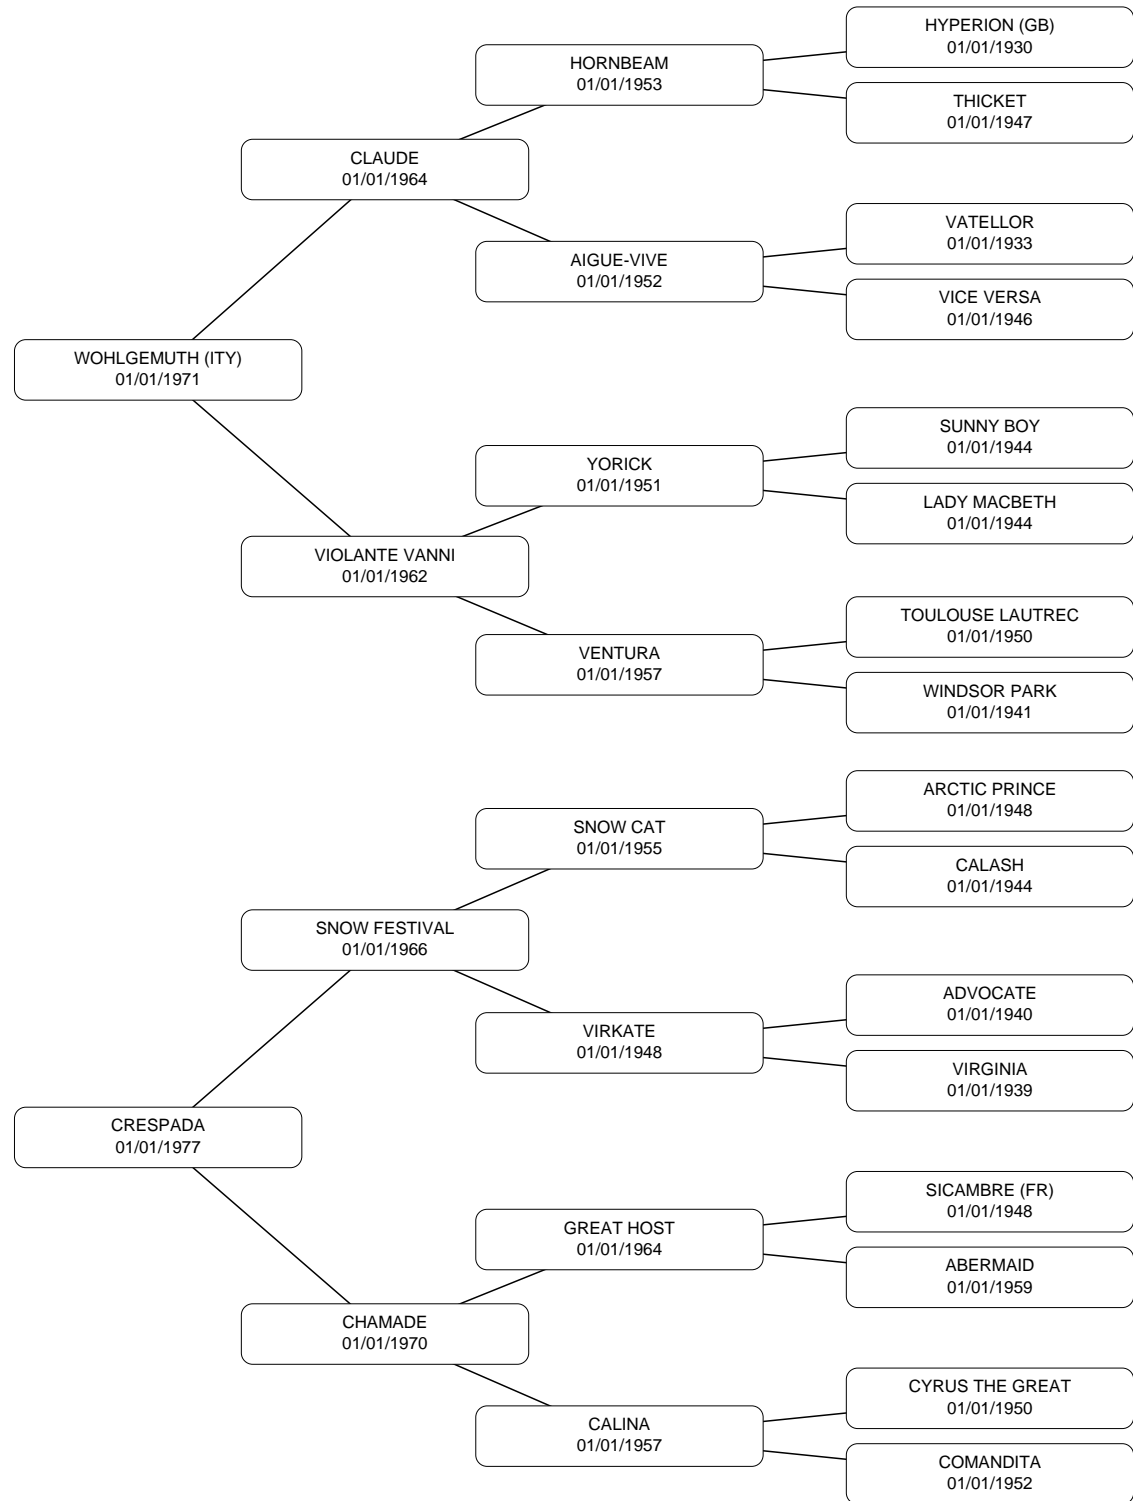 HYPERION (GB)
01/01/1930
HORNBEAM
01/01/1953
THICKET
01/01/1947
CLAUDE
01/01/1964
VATELLOR
01/01/1933
AIGUE-VIVE
01/01/1952
VICE VERSA
01/01/1946
WOHLGEMUTH (ITY)
01/01/1971
SUNNY BOY
01/01/1944
YORICK
01/01/1951
LADY MACBETH
01/01/1944
VIOLANTE VANNI
01/01/1962
TOULOUSE LAUTREC
01/01/1950
VENTURA
01/01/1957
WINDSOR PARK
01/01/1941
ARCTIC PRINCE
01/01/1948
SNOW CAT
01/01/1955
CALASH
01/01/1944
SNOW FESTIVAL
01/01/1966
ADVOCATE
01/01/1940
VIRKATE
01/01/1948
VIRGINIA
01/01/1939
CRESPADA
01/01/1977
SICAMBRE (FR)
01/01/1948
GREAT HOST
01/01/1964
ABERMAID
01/01/1959
CHAMADE
01/01/1970
CYRUS THE GREAT
01/01/1950
CALINA
01/01/1957
COMANDITA
01/01/1952